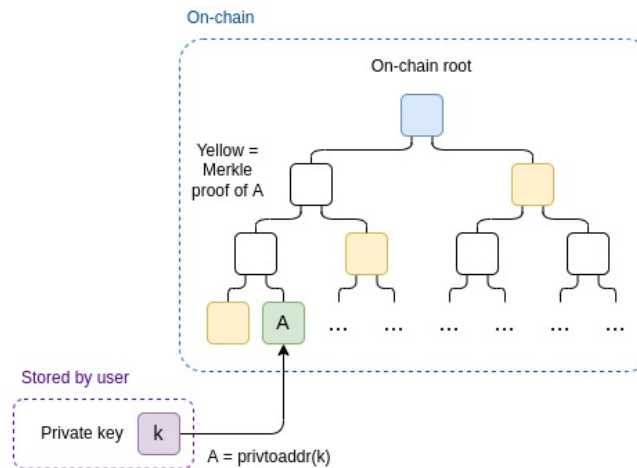 On-chain
On-chain root
Yellow =
Merkle
proof of A
A
... ... ... ... ... ...
Stored by user
Private key
k
A = privtoaddr(k)